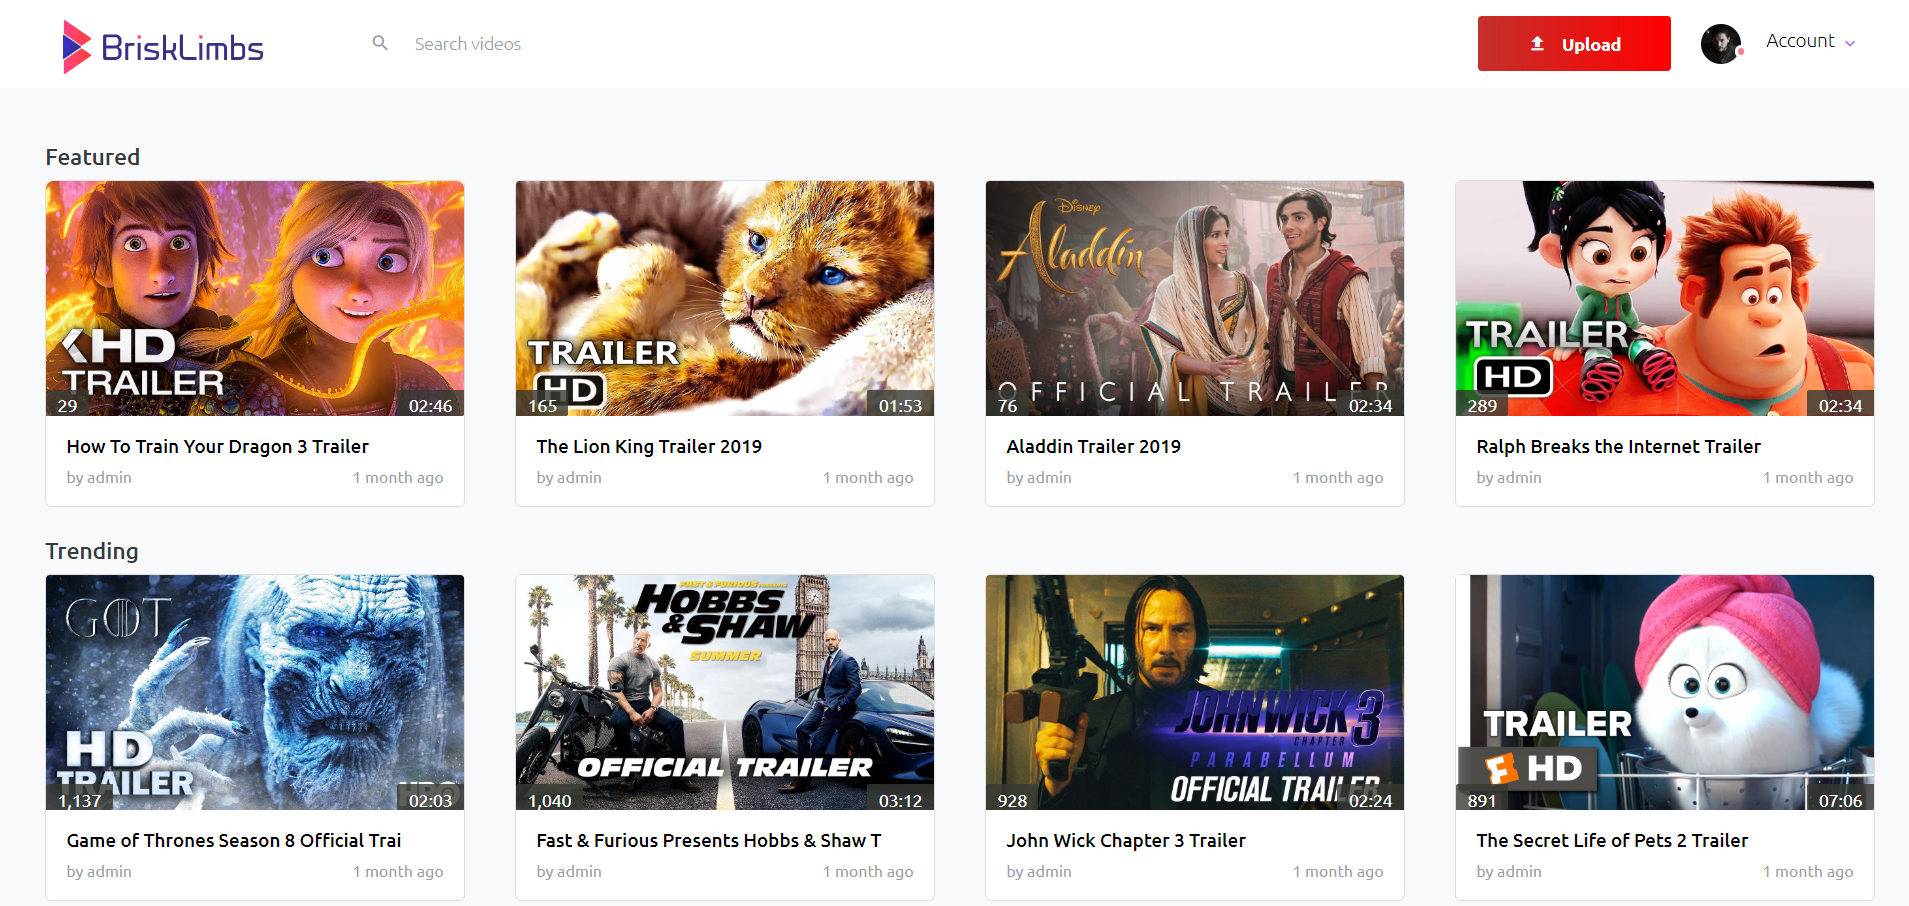 BriskLimbs
Search videos
Upload
Account
Featured
XHD
TRAILER
29
02:46
How To Train Your Dragon 3 Trailer
by admin
1 month ago
TRAILER
HD
165
01:53
The Lion King Trailer 2019
by admin
1 month ago
DISNEY
Aladdin
OFFICIAL TRAILER
76
02:34
Aladdin Trailer 2019
by admin
1 month ago
TRAILER
HD
289
02:34
Ralph Breaks the Internet Trailer
by admin
1 month ago
Trending
GOT
HD
TRAILER
HBO
1,137
02:03
Game of Thrones Season 8 Official Trai
by admin
1 month ago
FAST & FURIOUS PRESENTS
HOBBS
& SHAW
SUMMER
OFFICIAL TRAILER
1,040
03:12
Fast & Furious Presents Hobbs & Shaw T
by admin
1 month ago
JOHN WICK 3
CHAPTER
PARABELLUM
OFFICIAL TRAILER
928
02:24
John Wick Chapter 3 Trailer
by admin
1 month ago
TRAILER
F HD
891
07:06
The Secret Life of Pets 2 Trailer
by admin
1 month ago